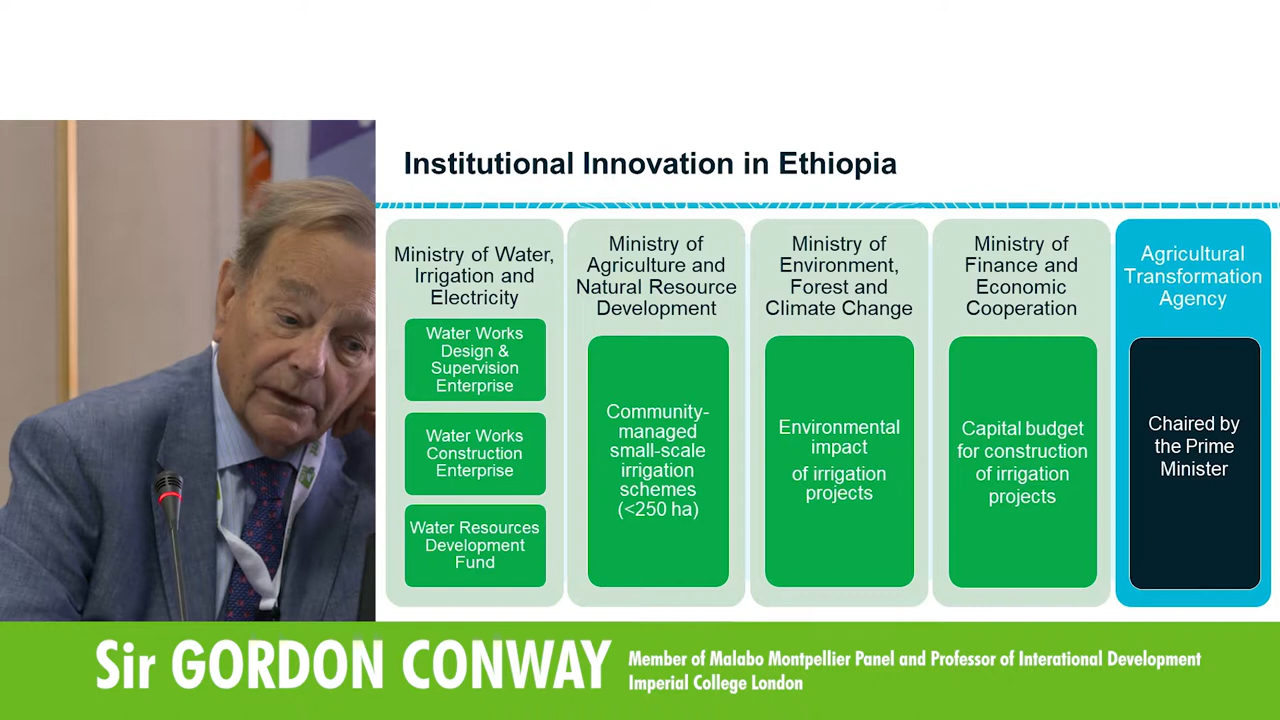 Institutional Innovation in Ethiopia
Ministry of Water,
Irrigation and
Electricity
Water Works
Design &
Supervision
Enterprise
Water Works
Construction
Enterprise
Water Resources
Development
Fund
Ministry of
Agriculture and
Natural Resource
Development
Community-
managed
small-scale
irrigation
schemes
(<250 ha)
Ministry of
Environment,
Forest and
Climate Change
Environmental
impact
of irrigation
projects
Ministry of
Finance and
Economic
Cooperation
Capital budget
for construction
of irrigation
projects
Agricultural
Transformation
Agency
Chaired by
the Prime
Minister
Sir GORDON CONWAY
Member of Malabo Montpellier Panel and Professor of Interational Development
Imperial College London